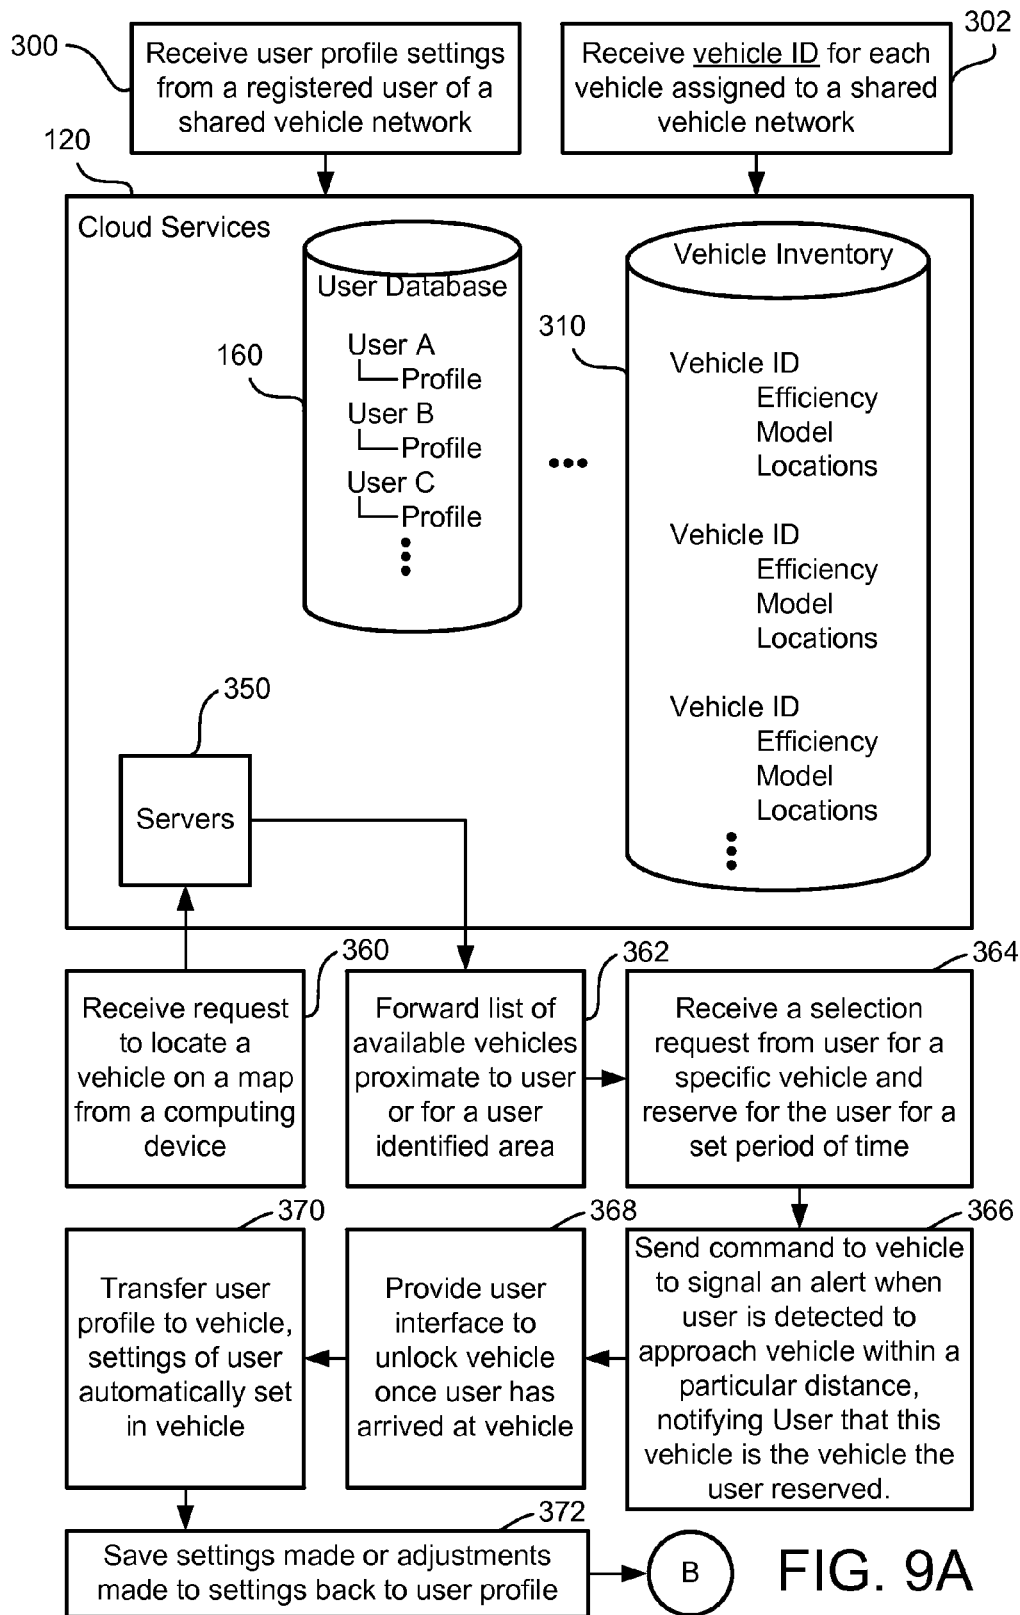 300
Receive user profile settings
from a registered user of a
shared vehicle network
Receive vehicle ID for each
vehicle assigned to a shared
vehicle network
302
120
Cloud Services
User Database
160
User A
Profile
User B
Profile
User C
Profile
Vehicle Inventory
310
Vehicle ID
Efficiency
Model
Locations
Vehicle ID
Efficiency
Model
Locations
Vehicle ID
Efficiency
Model
Locations
350
Servers
360
Receive request
to locate a
vehicle on a map
from a computing
device
362
Forward list of
available vehicles
proximate to user
or for a user
identified area
364
Receive a selection
request from user for a
specific vehicle and
reserve for the user for a
set period of time
366
Send command to vehicle
to signal an alert when
user is detected to
approach vehicle within a
particular distance,
notifying User that this
vehicle is the vehicle the
user reserved.
368
Provide user
interface to
unlock vehicle
once user has
arrived at vehicle
370
Transfer user
profile to vehicle,
settings of user
automatically set
in vehicle
372
Save settings made or adjustments
made to settings back to user profile
B
FIG. 9A